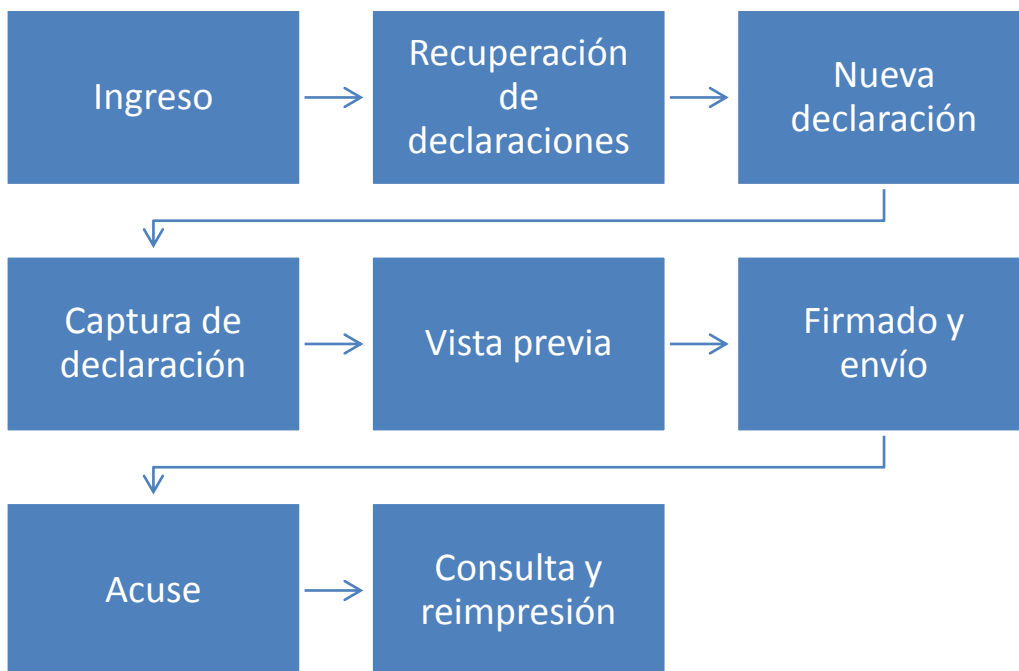 Ingreso
Recuperación
de
declaraciones
Nueva
declaración
Captura de
declaración
Vista previa
Firmado y
envío
Acuse
Consulta y
reimpresión